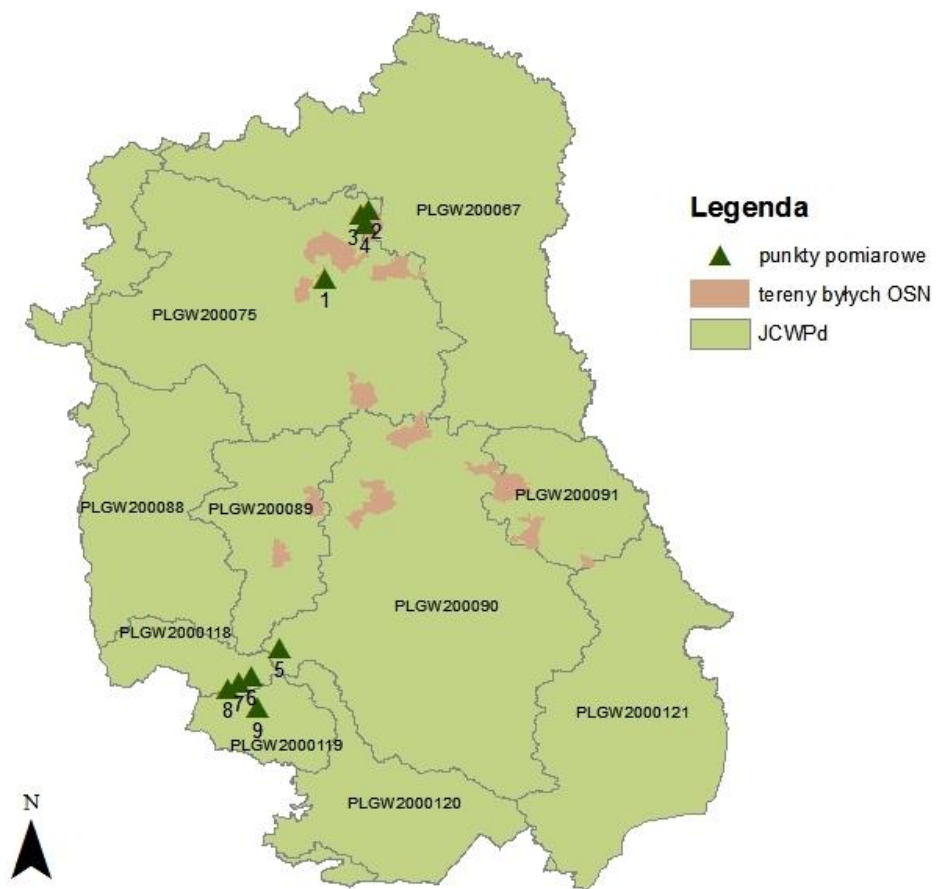 PLGW200067
Legenda
3
2
4
punkty pomiarowe
1
tereny byłych OSN
PLGW200075
JCWPd
PLGW200088
PLGW200089
PLGW200091
PLGW200090
PLGW2000118
5
6
7
8
9
PLGW2000121
PLGW2000119
N
PLGW2000120